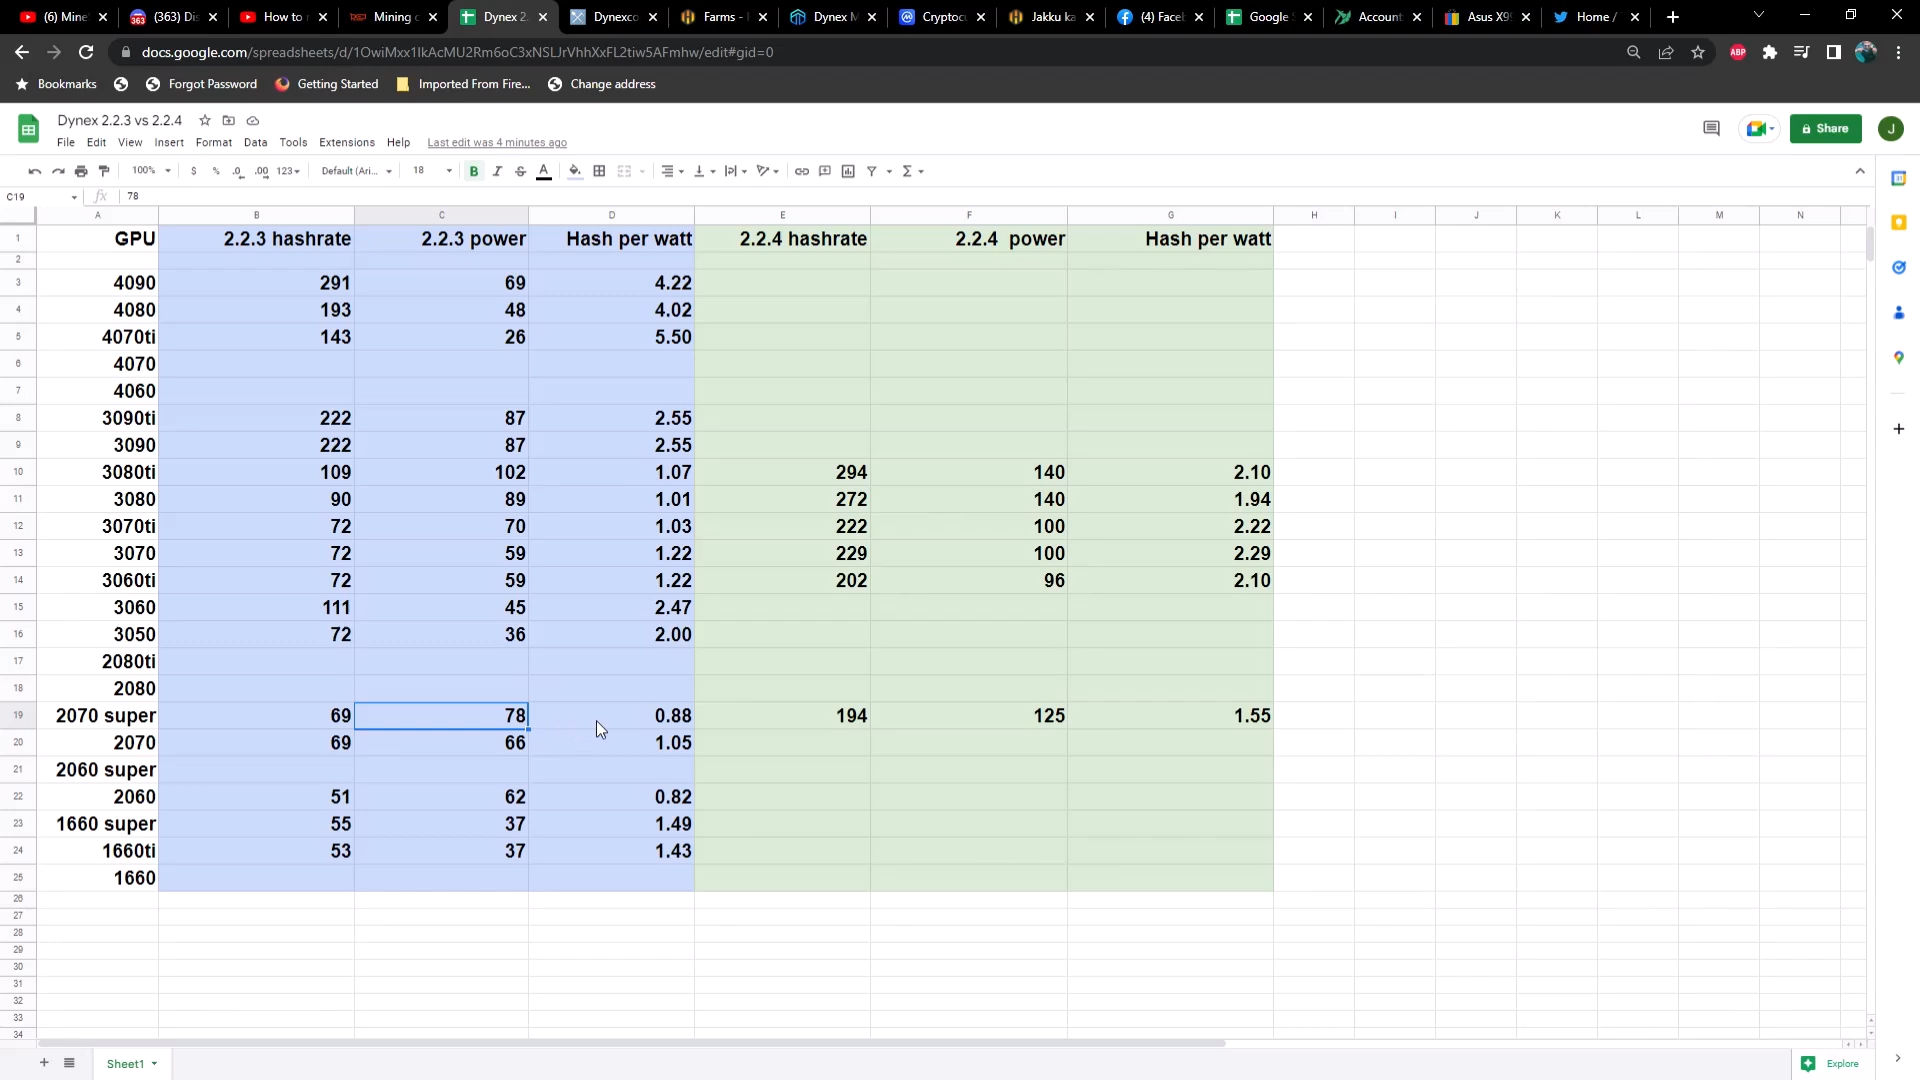 (6) Mine
(363) Di
How to
Mining
Dynex 2.
Dynexco
Farms -
Dynex M
Cryptoc
Jakku ka
(4) Face
Google
Account
Asus X9
Home /
docs.google.com/spreadsheets/d/1OwiMxx1IkAcMU2Rm6oC3xNSLJrVhhXxFL2tiw5AFmhw/edit#gid=0
ABP
Bookmarks Forgot Password Getting Started Imported From Fire... Change address
Dynex 2.2.3 vs 2.2.4
File Edit View Insert Format Data Tools Extensions Help Last edit was 4 minutes ago
Share
J
100% $ % .0 .00 123 Default (Ari... 18 B I S A
C19 fx 78
A B C D E F G H I J K L M N
1 GPU 2.2.3 hashrate 2.2.3 power Hash per watt 2.2.4 hashrate 2.2.4 power Hash per watt
2
3 4090 291 69 4.22
4 4080 193 48 4.02
5 4070ti 143 26 5.50
6 4070
7 4060
8 3090ti 222 87 2.55
9 3090 222 87 2.55
10 3080ti 109 102 1.07 294 140 2.10
11 3080 90 89 1.01 272 140 1.94
12 3070ti 72 70 1.03 222 100 2.22
13 3070 72 59 1.22 229 100 2.29
14 3060ti 72 59 1.22 202 96 2.10
15 3060 111 45 2.47
16 3050 72 36 2.00
17 2080ti
18 2080
19 2070 super 69 78 0.88 194 125 1.55
20 2070 69 66 1.05
21 2060 super
22 2060 51 62 0.82
23 1660 super 55 37 1.49
24 1660ti 53 37 1.43
25 1660
26
27
28
29
30
31
32
33
34
Sheet1
Explore